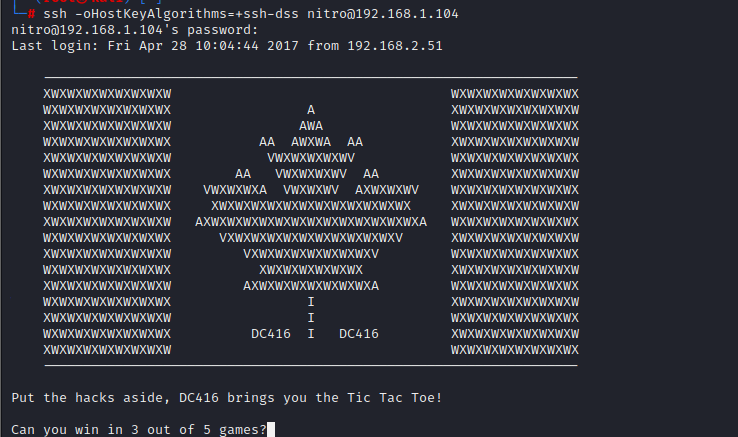 # ssh -oHostKeyAlgorithms=+ssh-dss nitro@192.168.1.104
nitro@192.168.1.104's password:
Last login: Fri Apr 28 10:04:44 2017 from 192.168.2.51
XWXWXWXWXWXWXWXW WXWXWXWXWXWXWXWX
WXWXWXWXWXWXWXWX A XWXWXWXWXWXWXWXW
XWXWXWXWXWXWXWXW AWA WXWXWXWXWXWXWXWX
WXWXWXWXWXWXWXWX AA AWXWA AA XWXWXWXWXWXWXWXW
XWXWXWXWXWXWXWXW VWXWXWXWXWV WXWXWXWXWXWXWXWX
WXWXWXWXWXWXWXWX AA VWXWXWXWV AA XWXWXWXWXWXWXWXW
XWXWXWXWXWXWXWXW VWXWXWXA VWXWXWV AXWXWXWV WXWXWXWXWXWXWXWX
WXWXWXWXWXWXWXWX XWXWXWXWXWXWXWXWXWXWXWXWX XWXWXWXWXWXWXWXW
XWXWXWXWXWXWXWXW AXWXWXWXWXWXWXWXWXWXWXWXWXWXA WXWXWXWXWXWXWXWX
WXWXWXWXWXWXWXWX VXWXWXWXWXWXWXWXWXWXWXV XWXWXWXWXWXWXWXW
XWXWXWXWXWXWXWXW VXWXWXWXWXWXWXWXV WXWXWXWXWXWXWXWX
WXWXWXWXWXWXWXWX XWXWXWXWXWXWX XWXWXWXWXWXWXWXW
XWXWXWXWXWXWXWXW AXWXWXWXWXWXWXWXA WXWXWXWXWXWXWXWX
WXWXWXWXWXWXWXWX I XWXWXWXWXWXWXWXW
XWXWXWXWXWXWXWXW I WXWXWXWXWXWXWXWX
WXWXWXWXWXWXWXWX DC416 I DC416 XWXWXWXWXWXWXWXW
XWXWXWXWXWXWXWXW WXWXWXWXWXWXWXWX
Put the hacks aside, DC416 brings you the Tic Tac Toe!
Can you win in 3 out of 5 games?